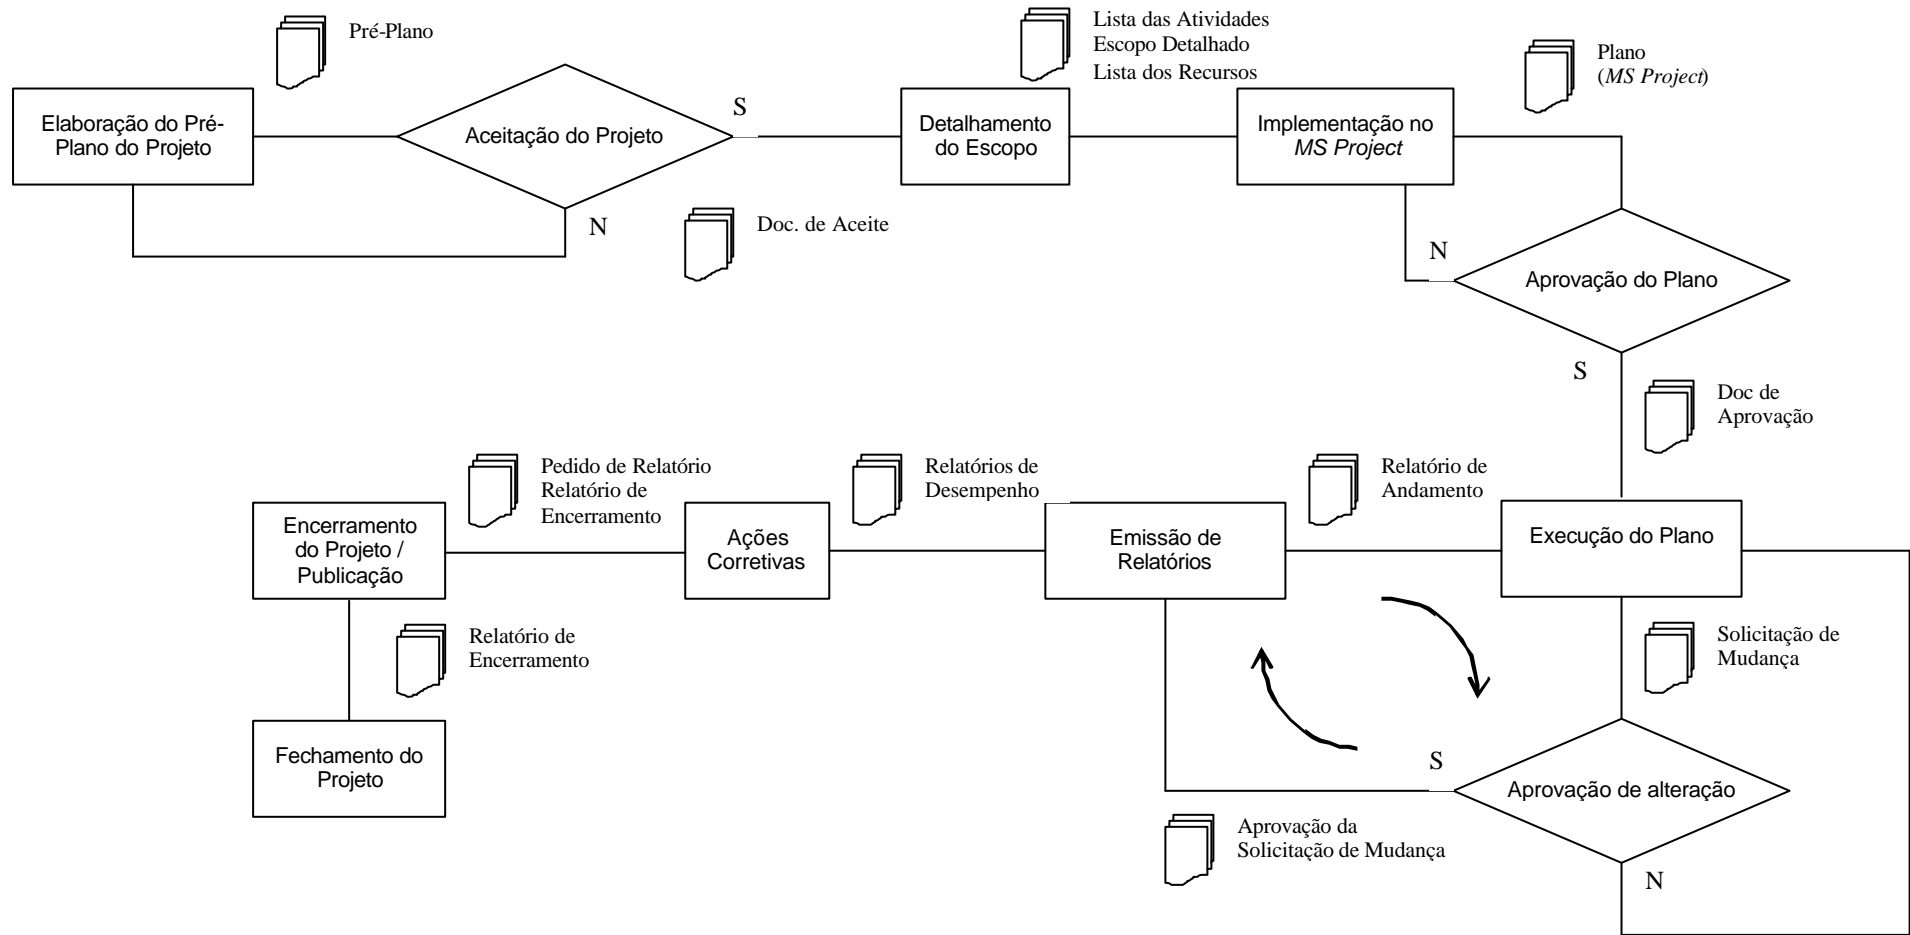 Pré-Plano
Elaboração do Pré-
Plano do Projeto
Aceitação do Projeto
S
N
Doc. de Aceite
Lista das Atividades
Escopo Detalhado
Lista dos Recursos
Detalhamento
do Escopo
Implementação no
MS Project
Plano
(MS Project)
N
Aprovação do Plano
S
Doc de
Aprovação
Pedido de Relatório
Relatório de
Encerramento
Relatórios de
Desempenho
Relatório de
Andamento
Encerramento
do Projeto /
Publicação
Ações
Corretivas
Emissão de
Relatórios
Execução do Plano
Relatório de
Encerramento
Solicitação de
Mudança
Fechamento do
Projeto
S
Aprovação de alteração
Aprovação da
Solicitação de Mudança
N